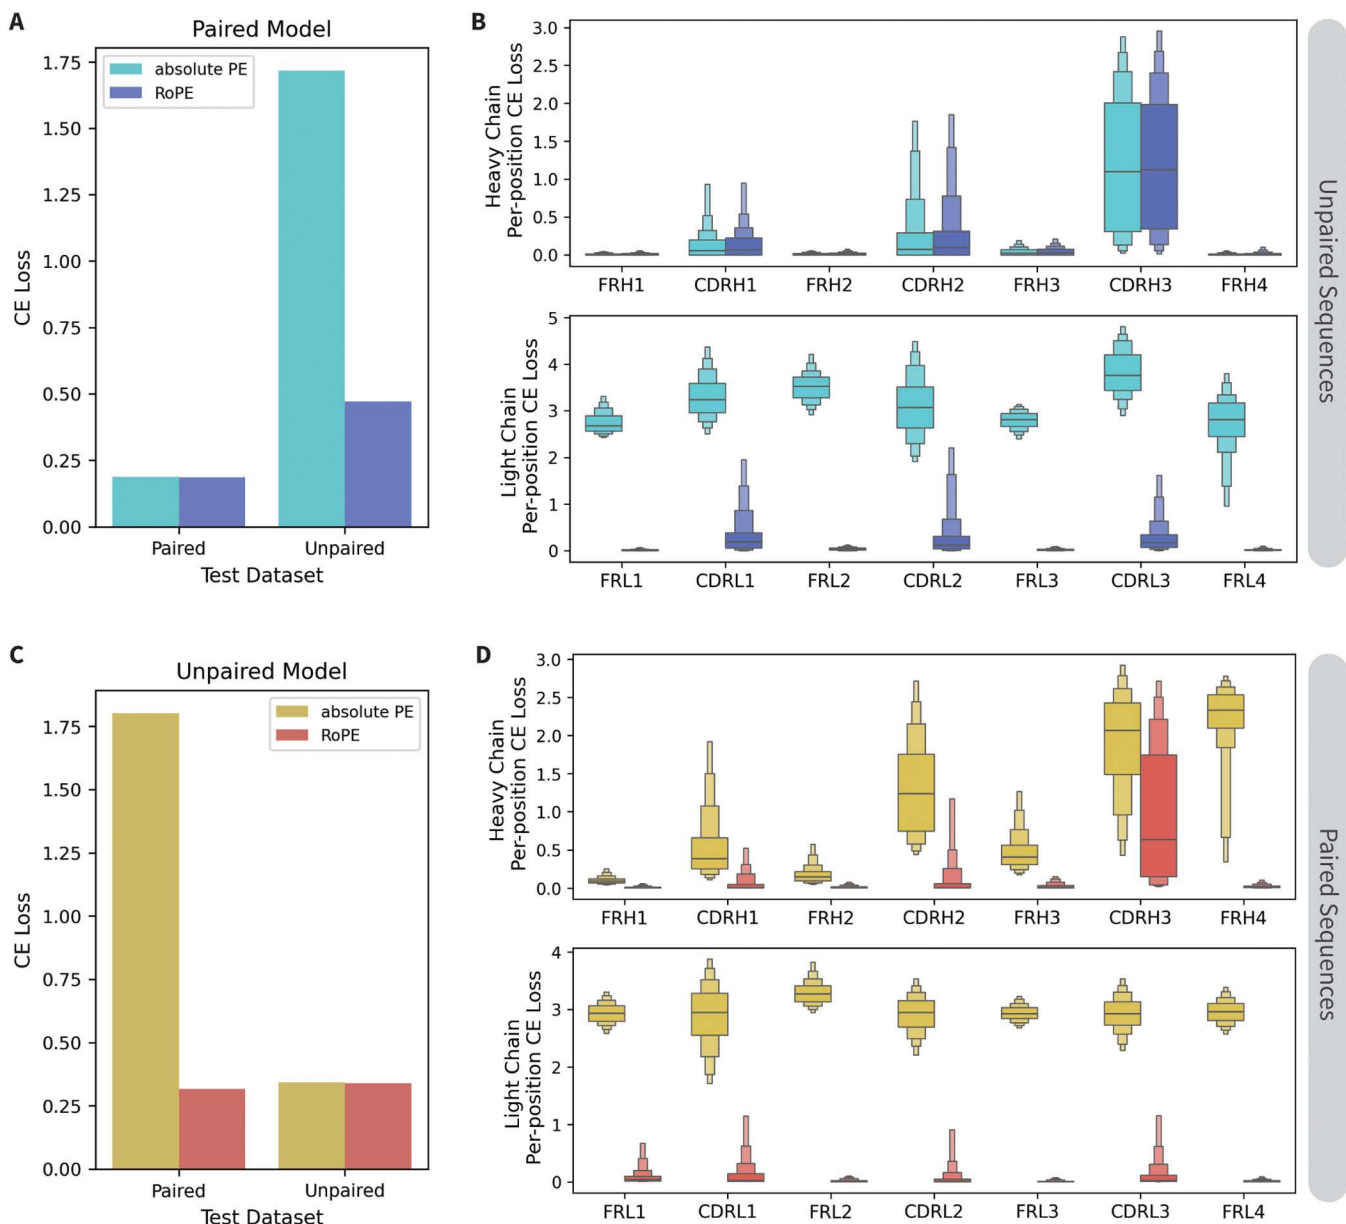 A
Paired Model
absolute PE
RoPE
CE Loss
1.75
1.50
1.25
1.00
0.75
0.50
0.25
0.00
Paired
Unpaired
Test Dataset
B
Heavy Chain
Per-position CE Loss
3.0
2.5
2.0
1.5
1.0
0.5
0.0
FRH1
CDRH1
FRH2
CDRH2
FRH3
CDRH3
FRH4
Light Chain
Per-position CE Loss
5
4
3
2
1
0
FRL1
CDRL1
FRL2
CDRL2
FRL3
CDRL3
FRL4
Unpaired Sequences
C
Unpaired Model
absolute PE
RoPE
CE Loss
1.75
1.50
1.25
1.00
0.75
0.50
0.25
0.00
Paired
Unpaired
Test Dataset
D
Heavy Chain
Per-position CE Loss
3.0
2.5
2.0
1.5
1.0
0.5
0.0
FRH1
CDRH1
FRH2
CDRH2
FRH3
CDRH3
FRH4
Light Chain
Per-position CE Loss
4
3
2
1
0
FRL1
CDRL1
FRL2
CDRL2
FRL3
CDRL3
FRL4
Paired Sequences